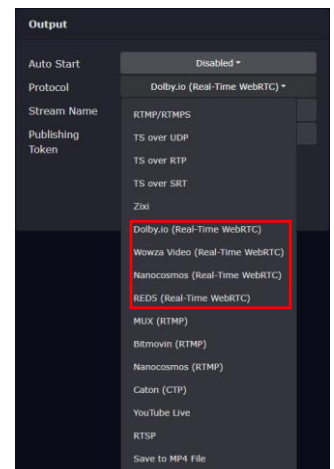 Output
Auto Start
Disabled
Protocol
Dolby.io (Real-Time WebRTC)
Stream Name
Publishing
Token
RTMP/RTMPS
TS over UDP
TS over RTP
TS over SRT
Zixi
Dolby.io (Real-Time WebRTC)
Wowza Video (Real-Time WebRTC)
Nanocosmos (Real-Time WebRTC)
RED5 (Real-Time WebRTC)
MUX (RTMP)
Bitmovin (RTMP)
Nanocosmos (RTMP)
Caton (CTP)
YouTube Live
RTSP
Save to MP4 File